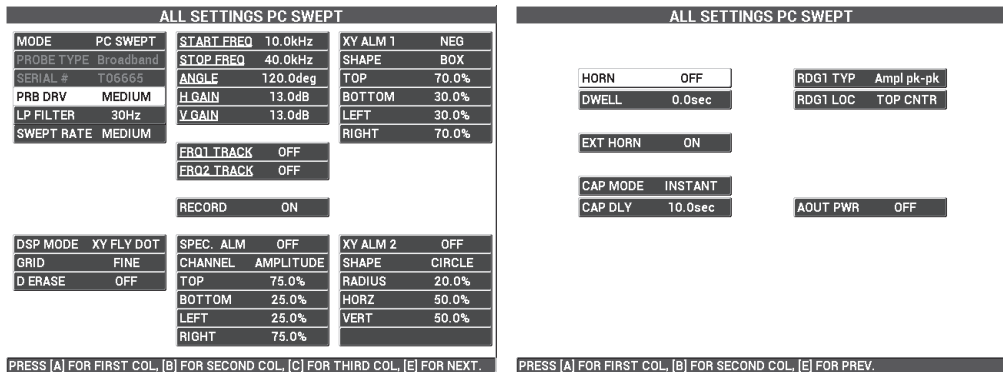 ALL SETTINGS PC SWEPT
MODE PC SWEPT
PROBE TYPE Broadband
SERIAL # T06665
PRB DRV MEDIUM
LP FILTER 30Hz
SWEPT RATE MEDIUM
START FREQ 10.0kHz
STOP FREQ 40.0kHz
ANGLE 120.0deg
H GAIN 13.0dB
V GAIN 13.0dB
FRQ1 TRACK OFF
FRQ2 TRACK OFF
RECORD ON
XY ALM 1 NEG
SHAPE BOX
TOP 70.0%
BOTTOM 30.0%
LEFT 30.0%
RIGHT 70.0%
DSP MODE XY FLY DOT
GRID FINE
D ERASE OFF
SPEC. ALM OFF
CHANNEL AMPLITUDE
TOP 75.0%
BOTTOM 25.0%
LEFT 25.0%
RIGHT 75.0%
XY ALM 2 OFF
SHAPE CIRCLE
RADIUS 20.0%
HORZ 50.0%
VERT 50.0%
PRESS [A] FOR FIRST COL, [B] FOR SECOND COL, [C] FOR THIRD COL, [E] FOR NEXT.
ALL SETTINGS PC SWEPT
HORN OFF
DWELL 0.0sec
EXT HORN ON
CAP MODE INSTANT
CAP DLY 10.0sec
RDG1 TYP Ampl pk-pk
RDG1 LOC TOP CNTR
AOUT PWR OFF
PRESS [A] FOR FIRST COL, [B] FOR SECOND COL, [E] FOR PREV.